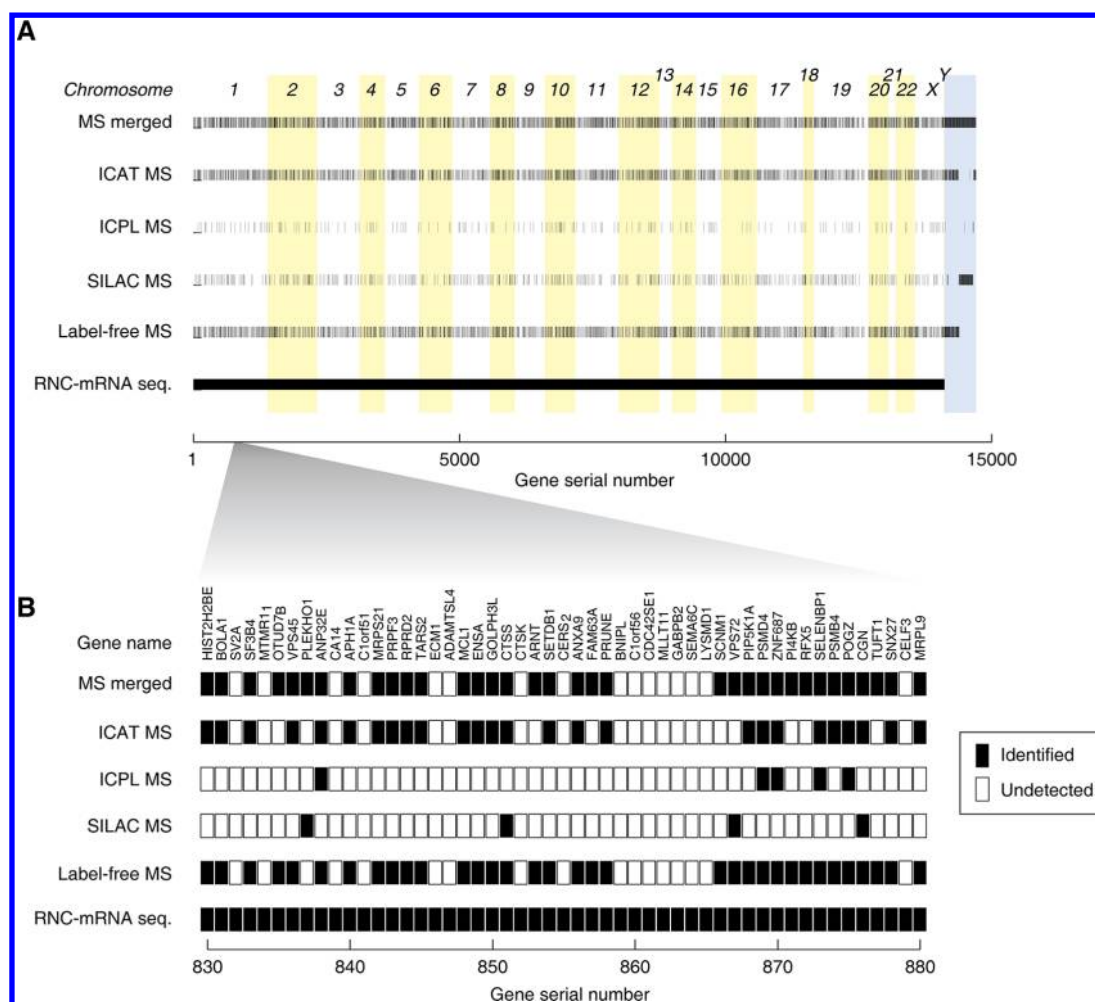 A
13 18 21 Y
Chromosome 1 2 3 4 5 6 7 8 9 10 11 12 14 15 16 17 19 20 22 X
MS merged
ICAT MS
ICPL MS
SILAC MS
Label-free MS
RNC-mRNA seq.
1 5000 10000 15000
Gene serial number
B
Gene name HIST2H2BE BOLA1 SV2A SF3B4 MTMR11 OTUD7B VPS45 PLEKHO1 ANP32E CA14 APH1A C1orf51 MRPS21 PRPF3 RPRD2 TARS2 ECM1 ADAMTSL4 MCL1 ENSA GOLPH3L CTSS CTSK ARNT SETDB1 CERS2 ANXA9 FAM63A PRUNE BNIPL C1orf56 CDC42SE1 MLLT11 GABPB2 SEMA6C LYSMD1 SCNM1 VPS72 PIP5K1A PSMD4 ZNF687 PI4KB RFX5 SELENBP1 PSMB4 POGZ CGN TUFT1 SNX27 CELF3 MRPL9
MS merged
ICAT MS
Identified
ICPL MS
Undetected
SILAC MS
Label-free MS
RNC-mRNA seq.
830 840 850 860 870 880
Gene serial number